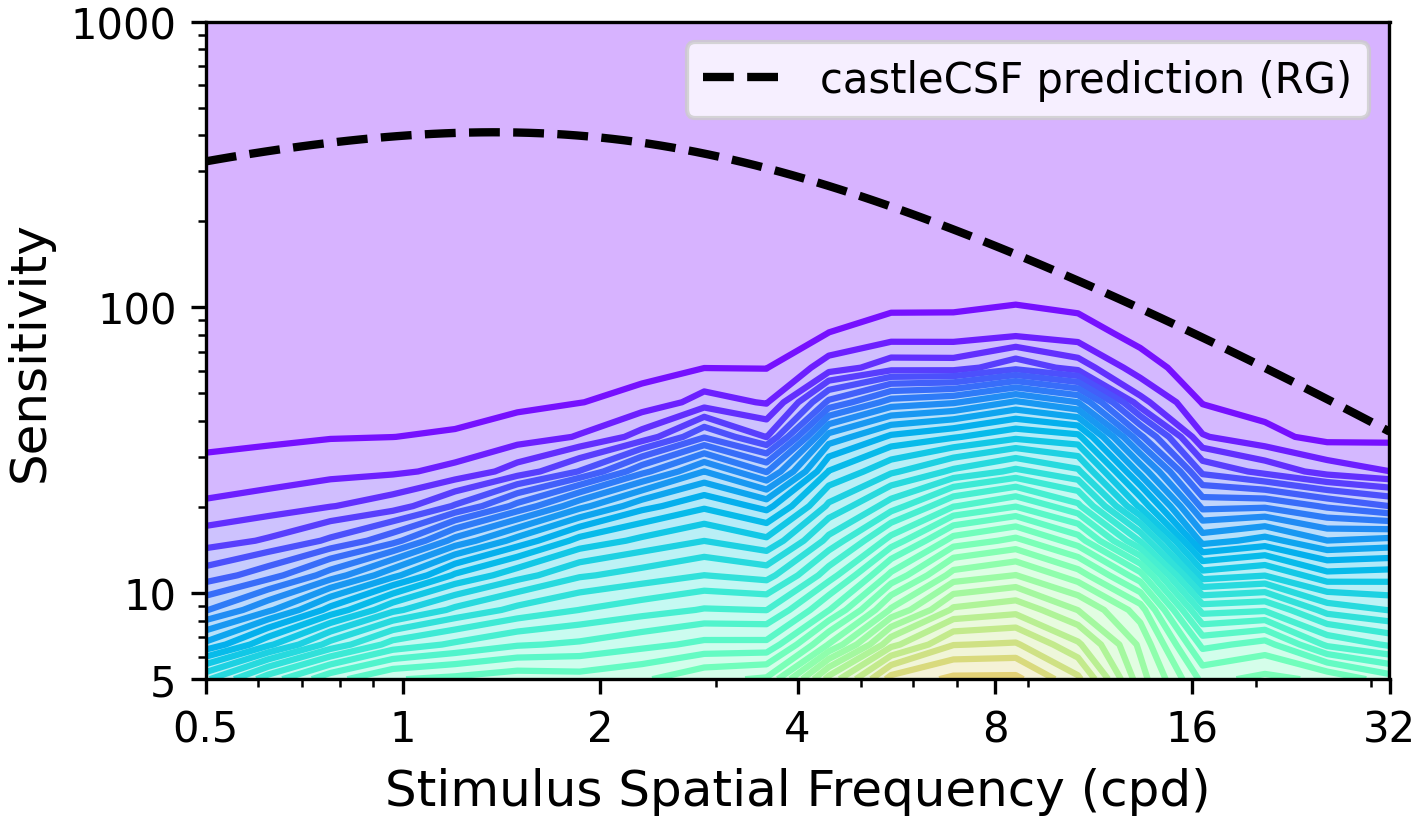 1000
100
10
5
Sensitivity
castleCSF prediction (RG)
0.5 1 2 4 8 16 32
Stimulus Spatial Frequency (cpd)